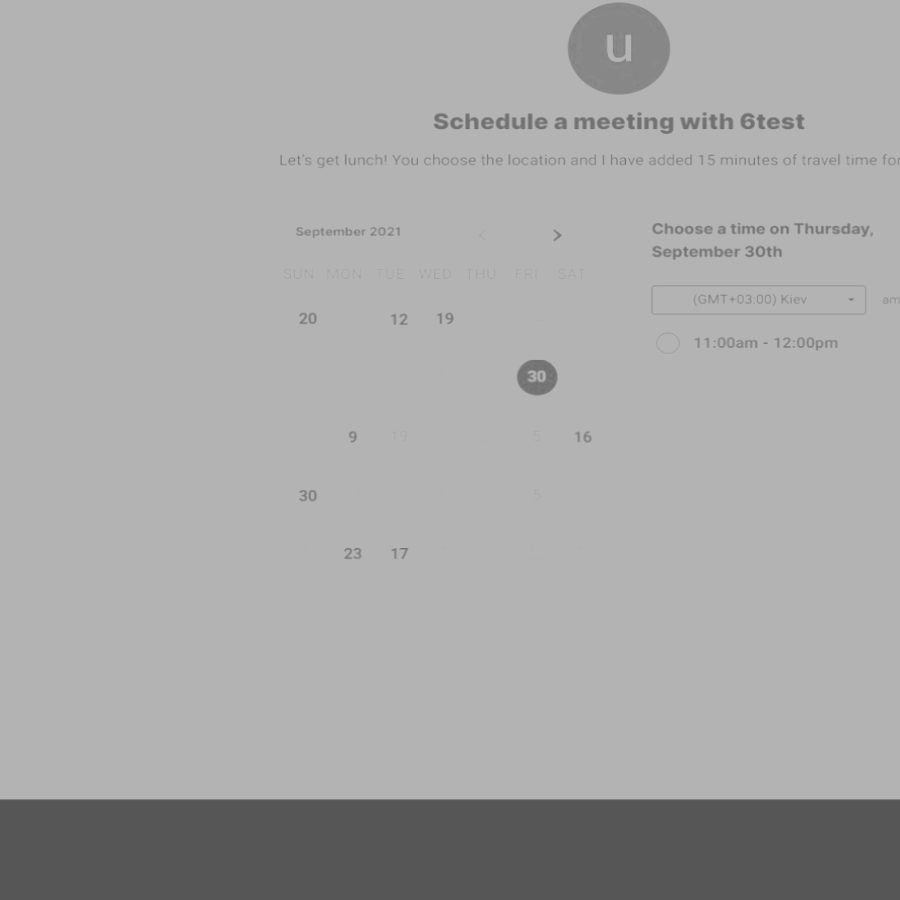 u
Schedule a meeting with 6test
Let's get lunch! You choose the location and I have added 15 minutes of travel time for
September 2021 < >
SUN MON TUE WED THU FRI SAT
20 12 19
30
9 19 5 16
30 5
23 17
Choose a time on Thursday,
September 30th
(GMT+03:00) Kiev am
11:00am - 12:00pm